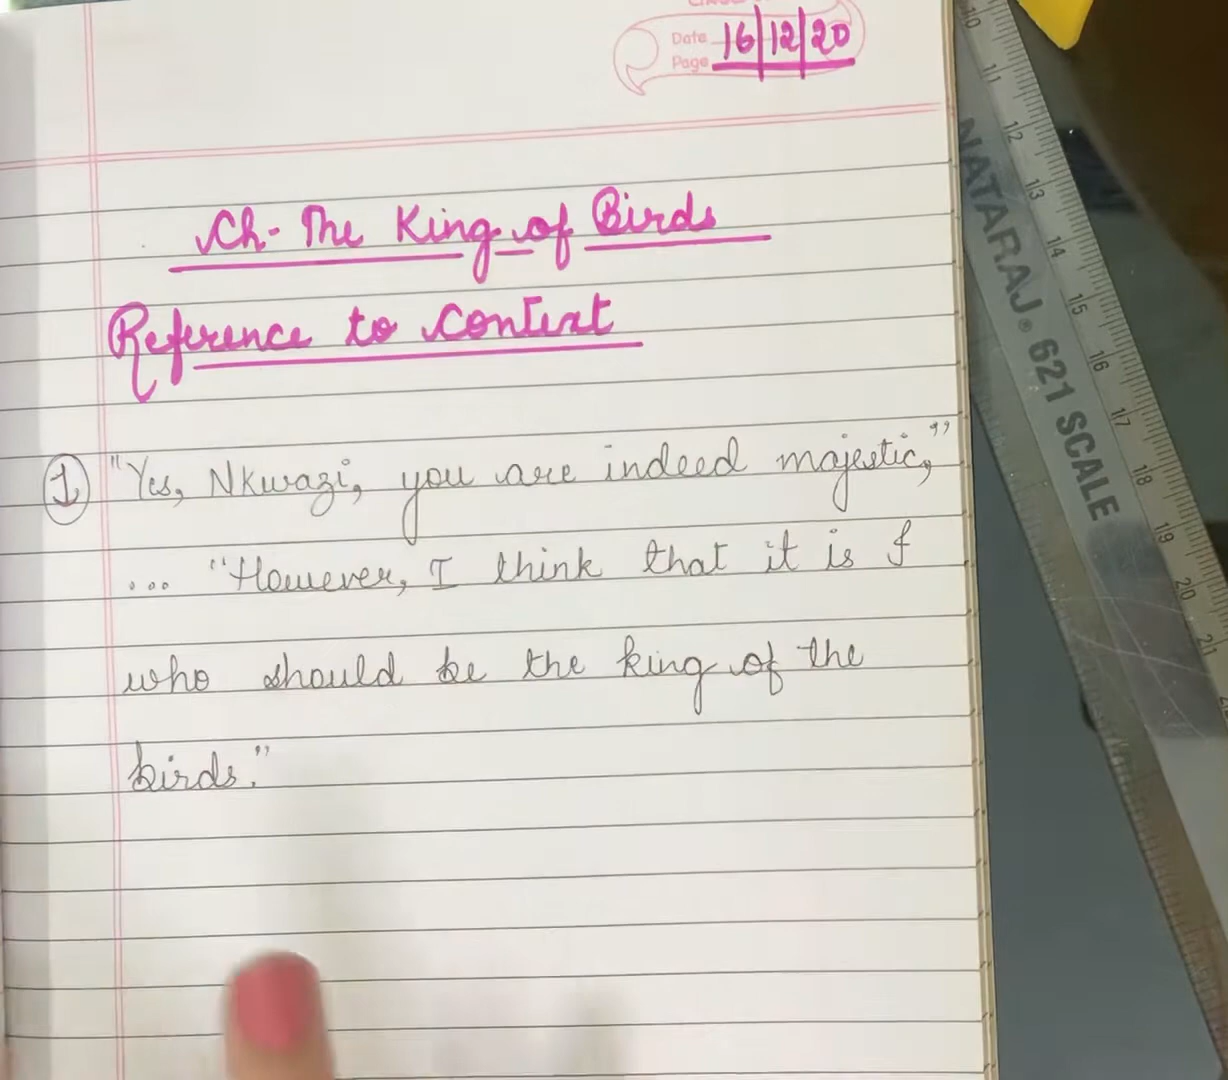 Date 16/12/20
Page
Ch- The King of Birds
Reference to Context
1 "Yes, Nkwazi, you are indeed majestic,"
... "However, I think that it is I
who should be the king of the
birds."
NATARAJ® 621 SCALE
10 11 12 13 14 15 16 17 18 19 20 21